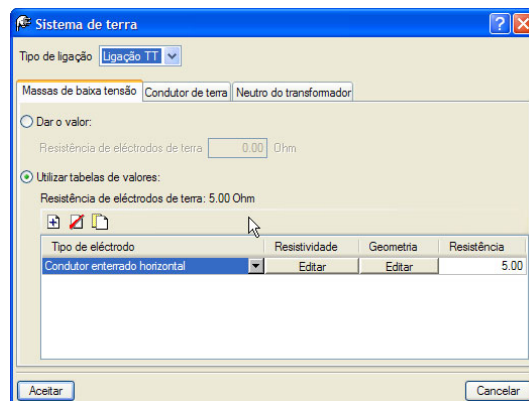 Sistema de terra
Tipo de ligação Ligação TT
Massas de baixa tensão Condutor de terra Neutro do transformador
Dar o valor:
Resistência de eléctrodos de terra 0.00 Ohm
Utilizar tabelas de valores:
Resistência de eléctrodos de terra: 5.00 Ohm
Tipo de eléctrodo Resistividade Geometria Resistência
Condutor enterrado horizontal Editar Editar 5.00
Aceitar Cancelar